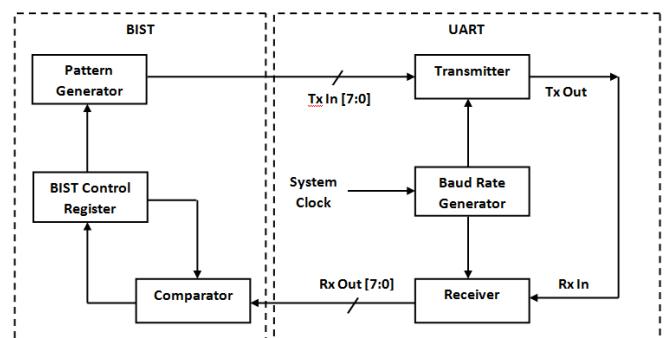 BIST
UART
Pattern
Generator
Transmitter
Tx In [7:0]
Tx Out
BIST Control
Register
System
Clock
Baud Rate
Generator
Comparator
Rx Out [7:0]
Receiver
Rx In